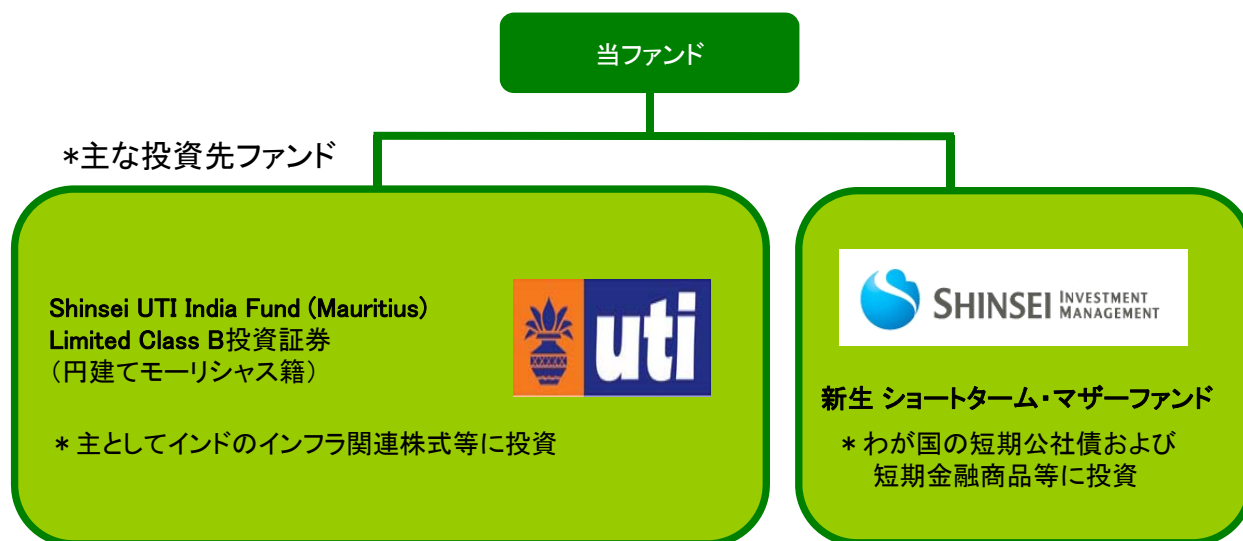 当ファンド
*主な投資先ファンド
Shinsei UTI India Fund (Mauritius)
Limited Class B投資証券
(円建てモーリシャス籍)
* 主としてインドのインフラ関連株式等に投資
uti
SHINSEI INVESTMENT MANAGEMENT
新生 ショートターム・マザーファンド
* わが国の短期公社債および
短期金融商品等に投資